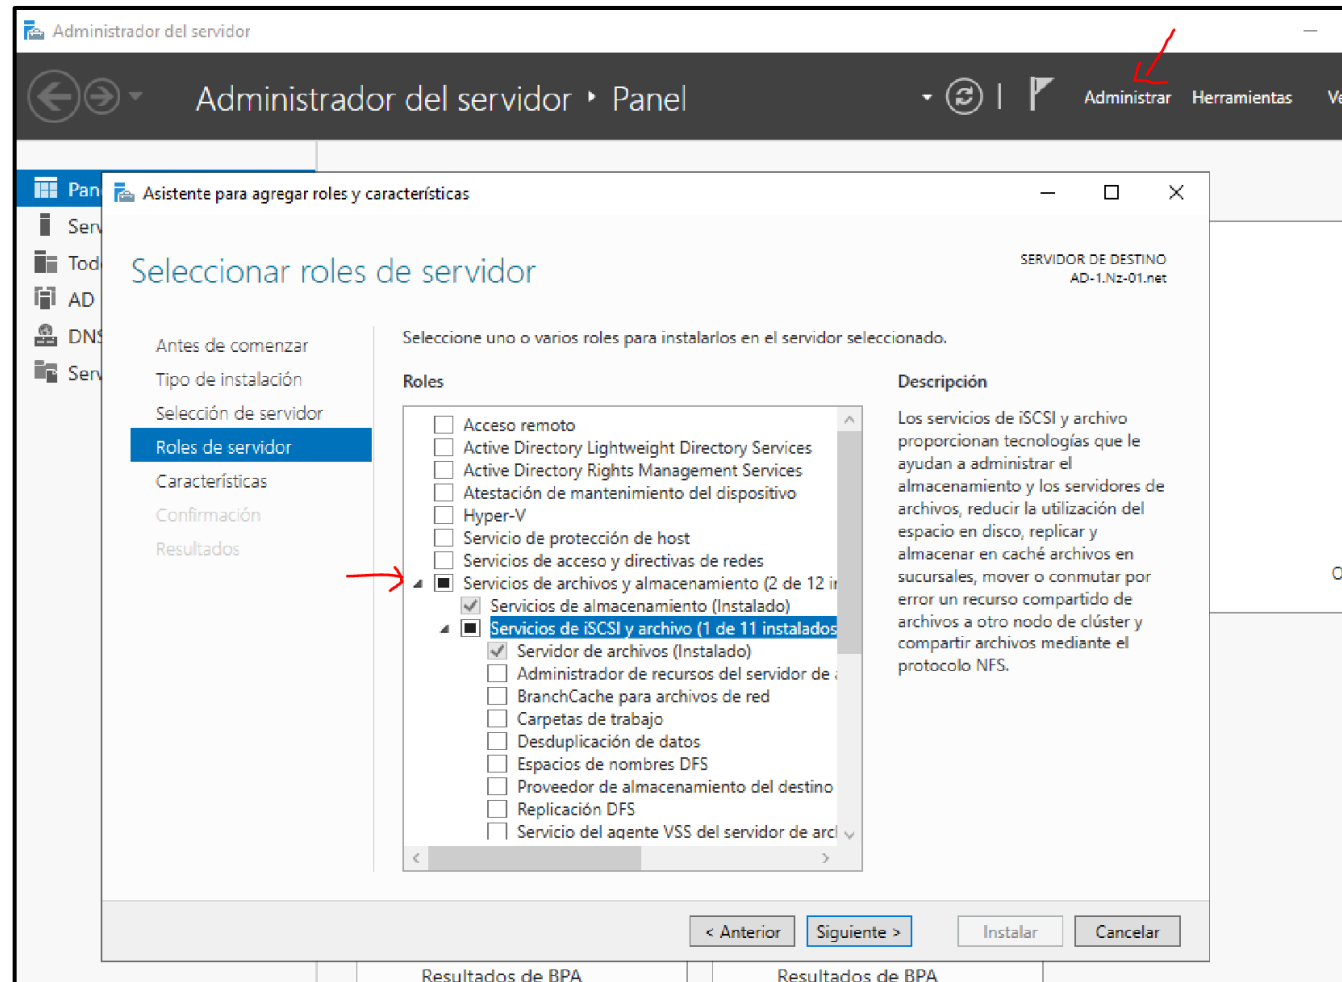 Administrador del servidor
Administrador del servidor ‣ Panel
Administrar
Herramientas
Asistente para agregar roles y características
AD
Seleccionar roles de servidor
SERVIDOR DE DESTINO
AD-1.Nz-01.net
Antes de comenzar
Tipo de instalación
Selección de servidor
Roles de servidor
Características
Confirmación
Resultados
Seleccione uno o varios roles para instalarlos en el servidor seleccionado.
Roles
Acceso remoto
Active Directory Lightweight Directory Services
Active Directory Rights Management Services
Atestación de mantenimiento del dispositivo
Hyper-V
Servicio de protección de host
Servicios de acceso y directivas de redes
Servicios de archivos y almacenamiento (2 de 12
Servicios de almacenamiento (Instalado)
Servicios de iSCSI y archivo (1 de 11 instalados
Servidor de archivos (Instalado)
Administrador de recursos del servidor de
BranchCache para archivos de red
Carpetas de trabajo
Desduplicación de datos
Espacios de nombres DFS
Proveedor de almacenamiento del destino
Replicación DFS
Servicio del agente VSS del servidor de
Descripción
Los servicios de iSCSI y archivo
proporcionan tecnologías que le
ayudan a administrar el
almacenamiento y los servidores de
archivos, reducir la utilización del
espacio en disco, replicar y
almacenar en caché archivos en
sucursales, mover o conmutar por
error un recurso compartido de
archivos a otro nodo de clúster y
compartir archivos mediante el
protocolo NFS.
< Anterior
Siguiente >
Instalar
Cancelar
Resultados de BPA
Resultados de BPA